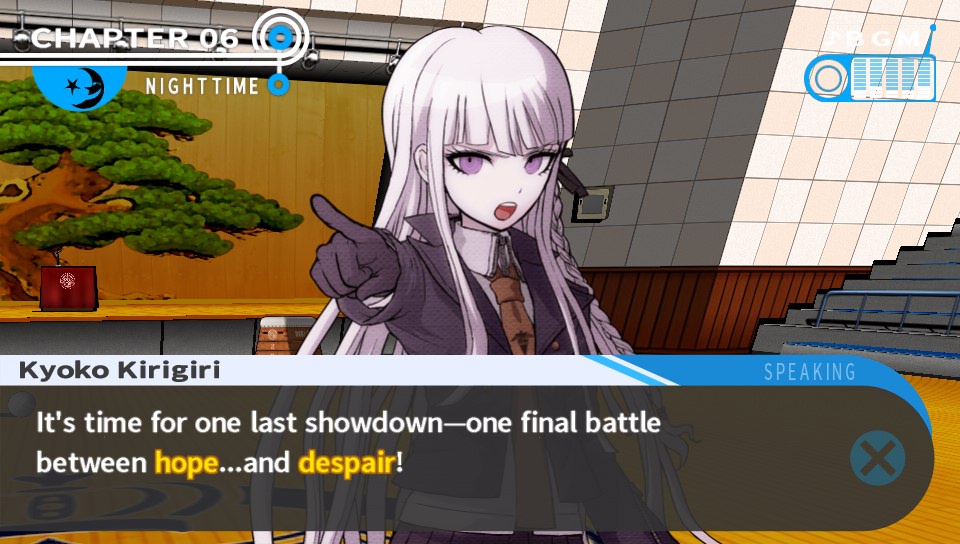 CHAPTER 06
NIGHTTIME
BGM
Kyoko Kirigiri
SPEAKING
It's time for one last showdown—one final battle
between hope...and despair!